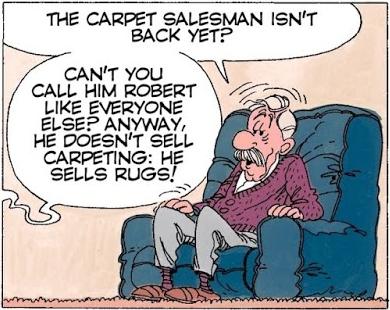 THE CARPET SALESMAN ISN'T
BACK YET?
CAN'T YOU
CALL HIM ROBERT
LIKE EVERYONE
ELSE? ANYWAY,
HE DOESN'T SELL
CARPETING: HE
SELLS RUGS!